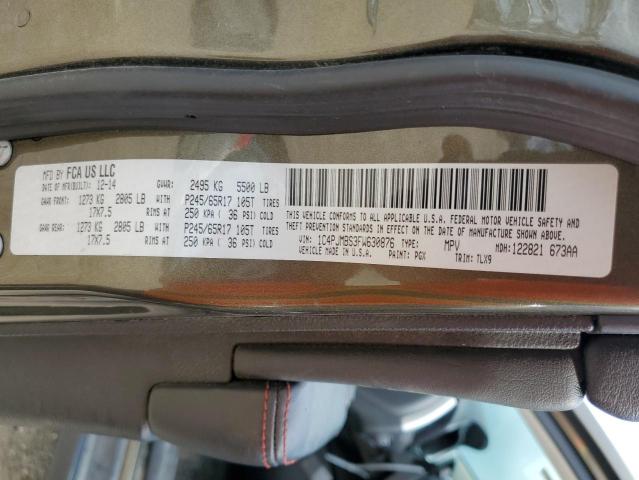 MFD BY FCA US LLC
DATE OF MFR(BUILT): 12-14 GVWR: 2495 KG 5500 LB
GAWR FRONT: 1273 KG 2805 LB P245/65R17 105T TIRES
17X7.5 RIMS AT 250 KPA ( 36 PSI) COLD
GAWR REAR: 1273 KG 2805 LB P245/65R17 105T TIRES
17X7.5 RIMS AT 250 KPA ( 36 PSI) COLD
THIS VEHICLE CONFORMS TO ALL APPLICABLE U.S.A. FEDERAL MOTOR VEHICLE SAFETY AND
THEFT PREVENTION STANDARDS IN EFFECT ON THE DATE OF MANUFACTURE SHOWN ABOVE.
VIN: 1C4PJMBS3FW630876 TYPE: MPV MDH: 122821 673AA
VEHICLE MADE IN U.S.A. PAINT: PGX TRIM: TLX9